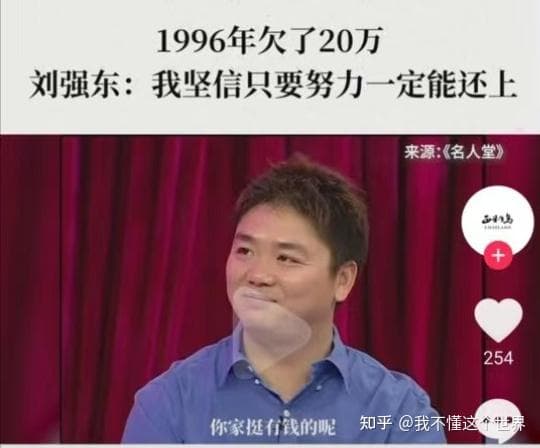 1996年欠了20万
刘强东：我坚信只要努力一定能还上
来源:《名人堂》
254
你家挺有钱的呢
知乎 @我不懂这个世界